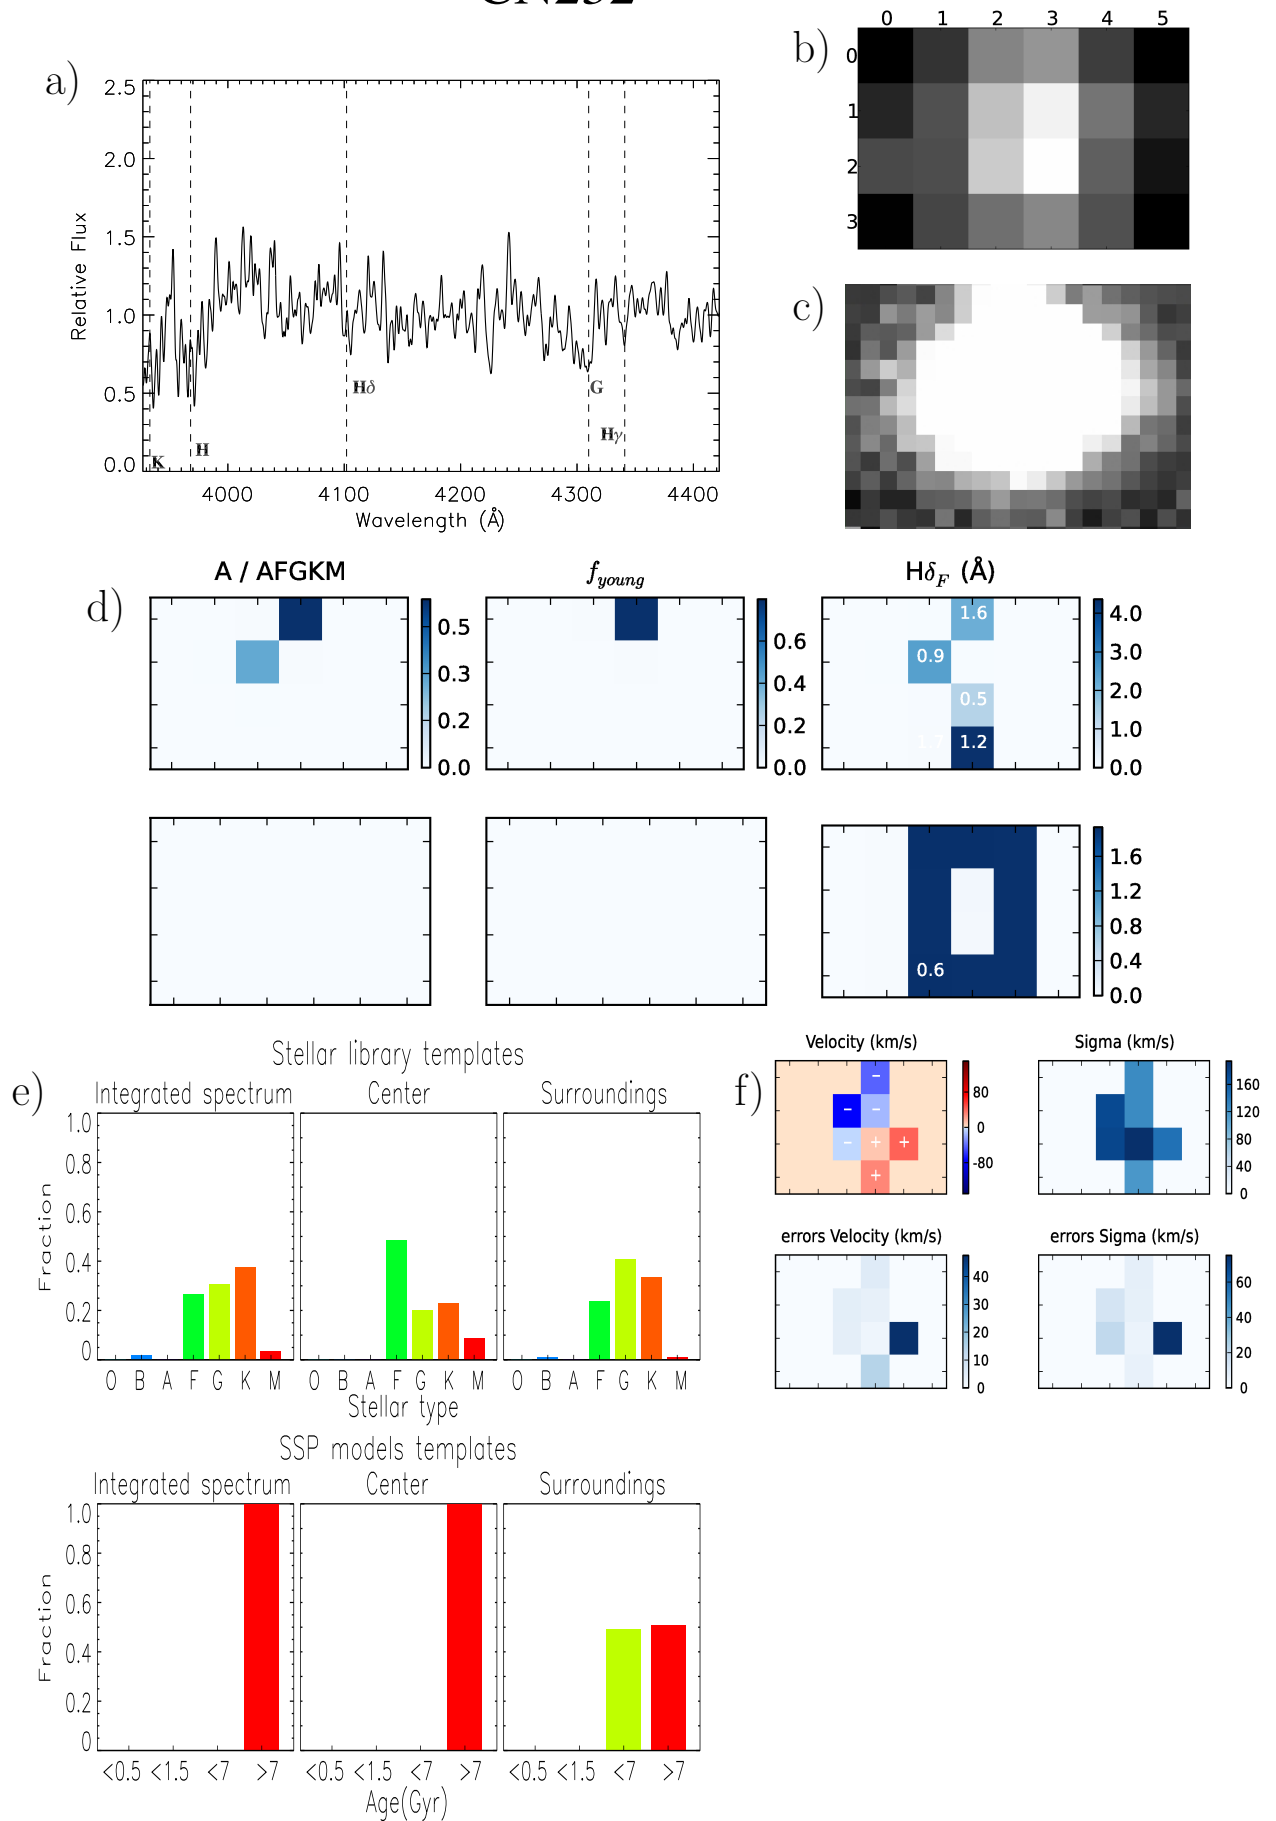 a)
2.5
2.0
1.5
1.0
0.5
0.0
Relative Flux
K
H
Hδ
G
Hγ
4000 4100 4200 4300 4400
Wavelength (Å)
b)
0 1 2 3 4 5
0
1
2
3
c)
d)
A / AFGKM
0.5
0.3
0.2
0.0
f young
0.6
0.4
0.2
0.0
Hδ_F (Å)
1.6
0.9
0.5
1.2
4.0
3.0
2.0
1.0
0.0
0.6
1.6
1.2
0.8
0.4
0.0
e)
Stellar library templates
Integrated spectrum Center Surroundings
1.0
0.8
0.6
0.4
0.2
0
Fraction
O B A F G K M O B A F G K M O B A F G K M
Stellar type
SSP models templates
Integrated spectrum Center Surroundings
1.0
0.8
0.6
0.4
0.2
0
Fraction
<0.5 <1.5 <7 >7 <0.5 <1.5 <7 >7 <0.5 <1.5 <7 >7
Age(Gyr)
f)
Velocity (km/s)
−
− −
− + +
+
80
0
-80
Sigma (km/s)
160
120
80
40
0
errors Velocity (km/s)
40
30
20
10
0
errors Sigma (km/s)
60
40
20
0